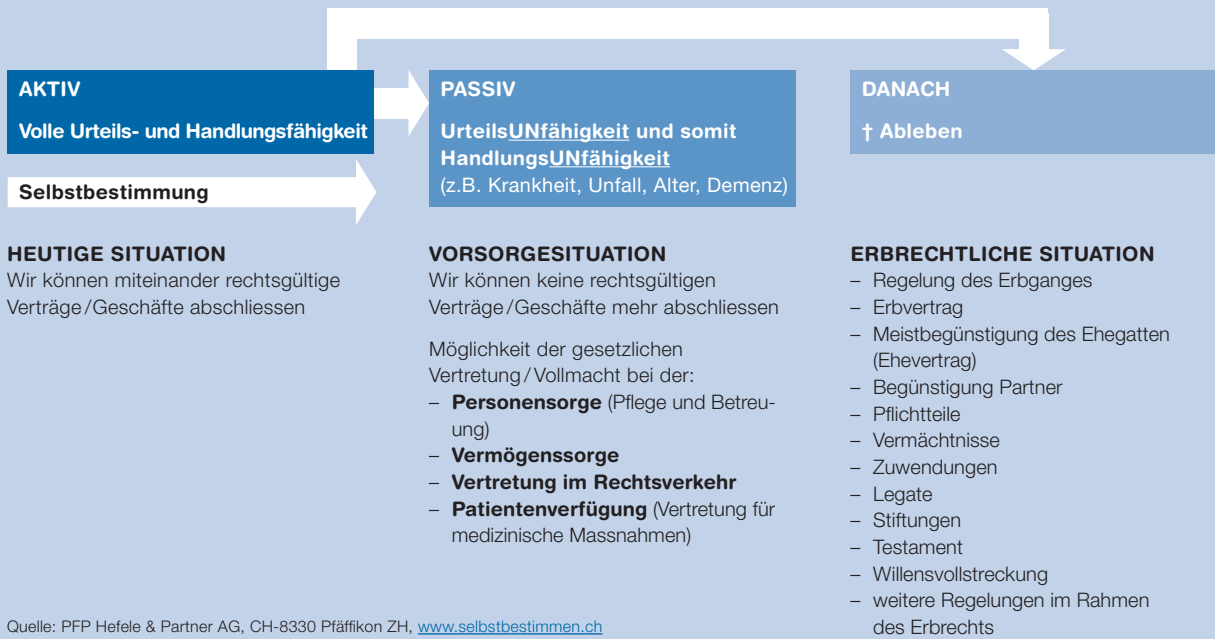 AKTIV
Volle Urteils- und Handlungsfähigkeit
Selbstbestimmung
HEUTIGE SITUATION
Wir können miteinander rechtsgültige
Verträge/Geschäfte abschliessen
PASSIV
UrteilsUNfähigkeit und somit
HandlungsUNfähigkeit
(z.B. Krankheit, Unfall, Alter, Demenz)
VORSORGESITUATION
Wir können keine rechtsgültigen
Verträge/Geschäfte mehr abschliessen
Möglichkeit der gesetzlichen
Vertretung/Vollmacht bei der:
– Personensorge (Pflege und Betreu-
ung)
– Vermögenssorge
– Vertretung im Rechtsverkehr
– Patientenverfügung (Vertretung für
medizinische Massnahmen)
DANACH
† Ableben
ERBRECHTLICHE SITUATION
– Regelung des Erbganges
– Erbvertrag
– Meistbegünstigung des Ehegatten
(Ehevertrag)
– Begünstigung Partner
– Pflichtteile
– Vermächtnisse
– Zuwendungen
– Legate
– Stiftungen
– Testament
– Willensvollstreckung
– weitere Regelungen im Rahmen
des Erbrechts
Quelle: PFP Hefele & Partner AG, CH-8330 Pfäffikon ZH, www.selbstbestimmen.ch